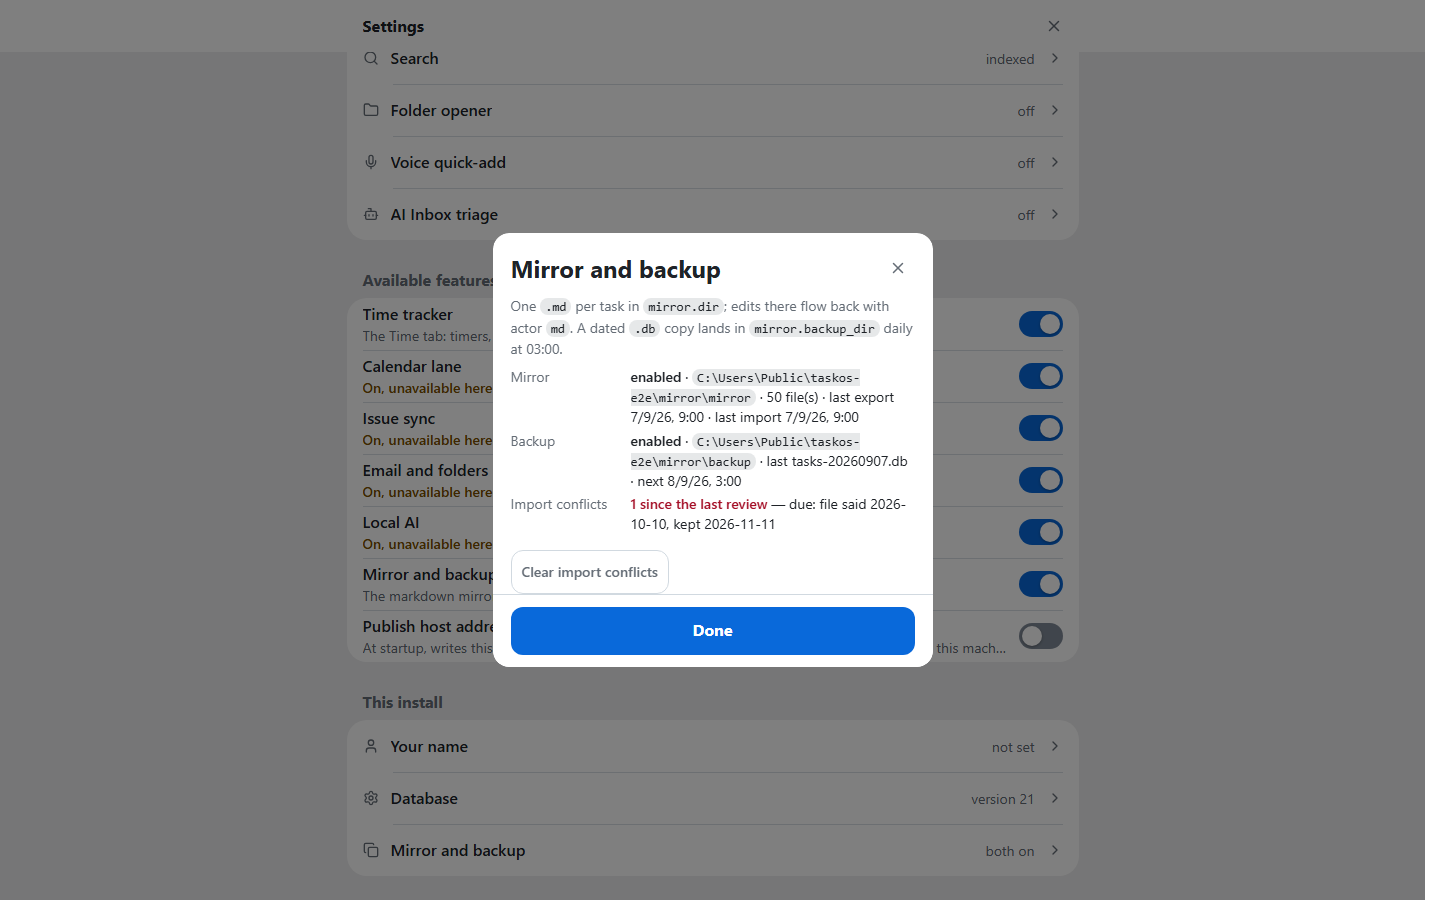 Settings
Search
indexed
Folder opener
off
Voice quick-add
off
AI Inbox triage
off
Available features
Time tracker
The Time tab: timers,
Calendar lane
On, unavailable here
Issue sync
On, unavailable here
Email and folders
On, unavailable here
Local AI
On, unavailable here
Mirror and backup
The markdown mirro
Publish host addre
At startup, writes this
this mach...
Mirror and backup
One .md per task in mirror.dir; edits there flow back with
actor md. A dated .db copy lands in mirror.backup_dir daily
at 03:00.
Mirror
enabled · C:\Users\Public\taskos-
e2e\mirror\mirror · 50 file(s) · last export
7/9/26, 9:00 · last import 7/9/26, 9:00
Backup
enabled · C:\Users\Public\taskos-
e2e\mirror\backup · last tasks-20260907.db
· next 8/9/26, 3:00
Import conflicts
1 since the last review — due: file said 2026-
10-10, kept 2026-11-11
Clear import conflicts
Done
This install
Your name
not set
Database
version 21
Mirror and backup
both on